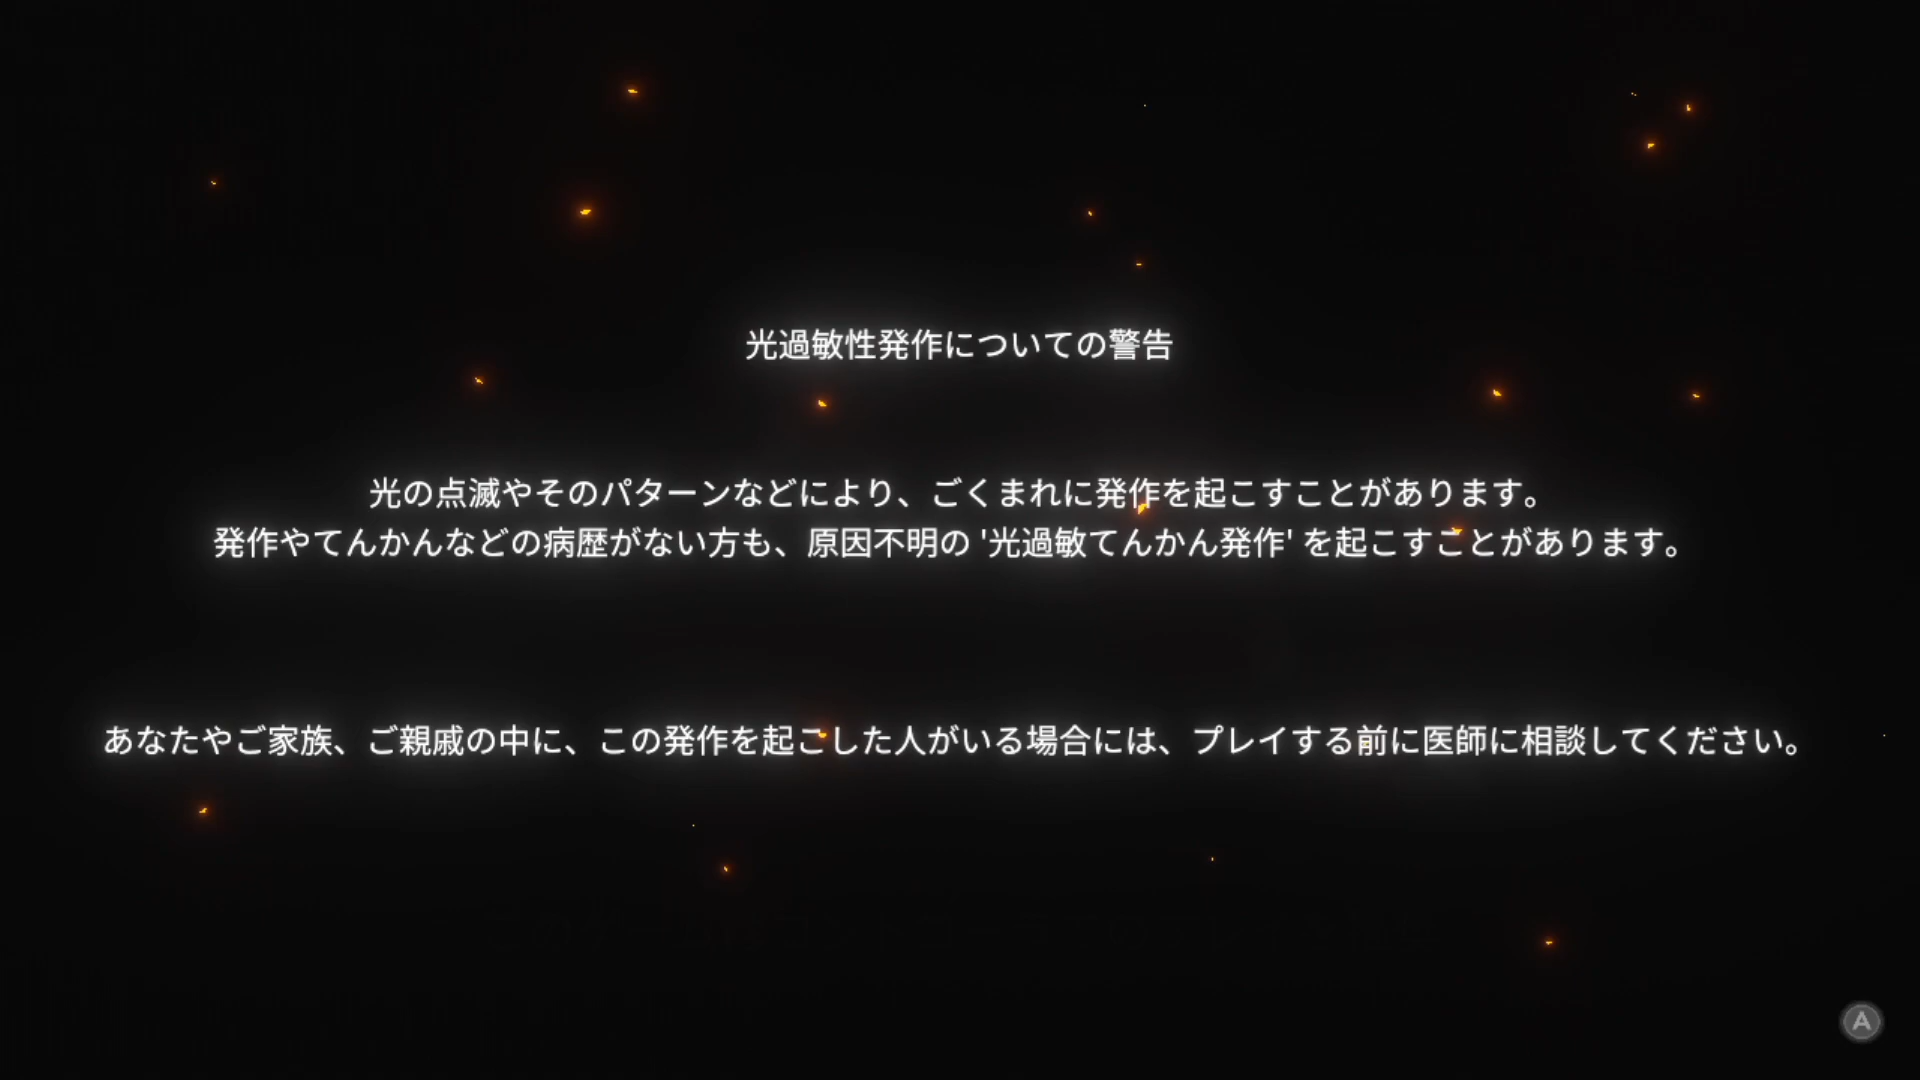 光過敏性発作についての警告
光の点滅やそのパターンなどにより、ごくまれに発作を起こすことがあります。
発作やてんかんなどの病歴がない方も、原因不明の '光過敏てんかん発作' を起こすことがあります。
あなたやご家族、ご親戚の中に、この発作を起こした人がいる場合には、プレイする前に医師に相談してください。
A